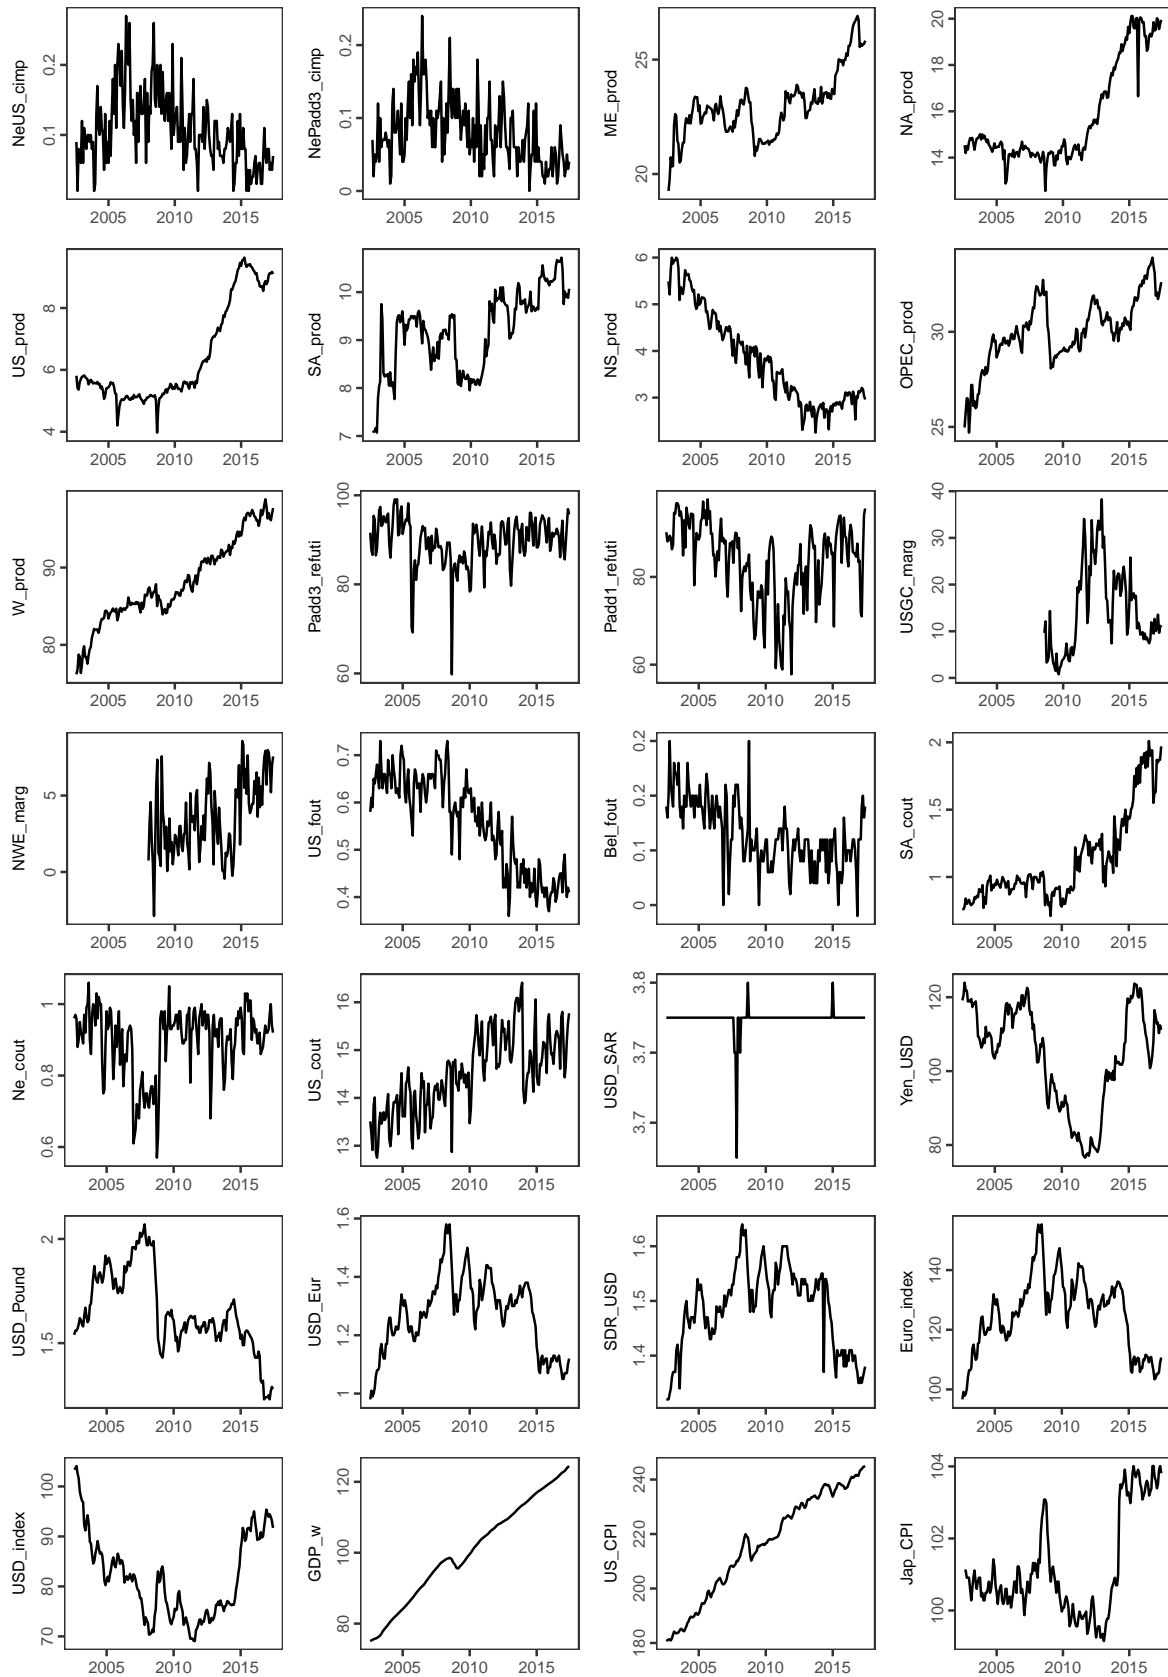 NeUS_cimp
0.1
0.2
2005 2010 2015
NePadd3_cimp
0
0.1
0.2
2005 2010 2015
ME_prod
20
25
2005 2010 2015
NA_prod
14
16
18
20
2005 2010 2015
US_prod
4
6
8
2005 2010 2015
SA_prod
7
8
9
10
2005 2010 2015
NS_prod
3
4
5
6
2005 2010 2015
OPEC_prod
25
30
2005 2010 2015
W_prod
80
90
2005 2010 2015
Padd3_refuti
60
80
90
100
2005 2010 2015
Padd1_refuti
60
80
2005 2010 2015
USGC_marg
0
10
20
30
40
2005 2010 2015
NWE_marg
0
5
2005 2010 2015
US_fout
0.4
0.5
0.6
0.7
2005 2010 2015
Bel_fout
0
0.1
0.2
0.2
2005 2010 2015
SA_cout
1
1.5
2
2005 2010 2015
Ne_cout
0.6
0.8
1
2005 2010 2015
US_cout
13
14
15
16
2005 2010 2015
USD_SAR
3.7
3.7
3.8
2005 2010 2015
Yen_USD
80
100
120
2005 2010 2015
USD_Pound
1.5
2
2005 2010 2015
USD_Eur
1
1.2
1.4
1.6
2005 2010 2015
SDR_USD
1.4
1.5
1.6
2005 2010 2015
Euro_index
100
120
140
2005 2010 2015
USD_index
70
80
90
100
2005 2010 2015
GDP_w
80
100
120
2005 2010 2015
US_CPI
180
200
220
240
2005 2010 2015
Jap_CPI
100
102
104
2005 2010 2015